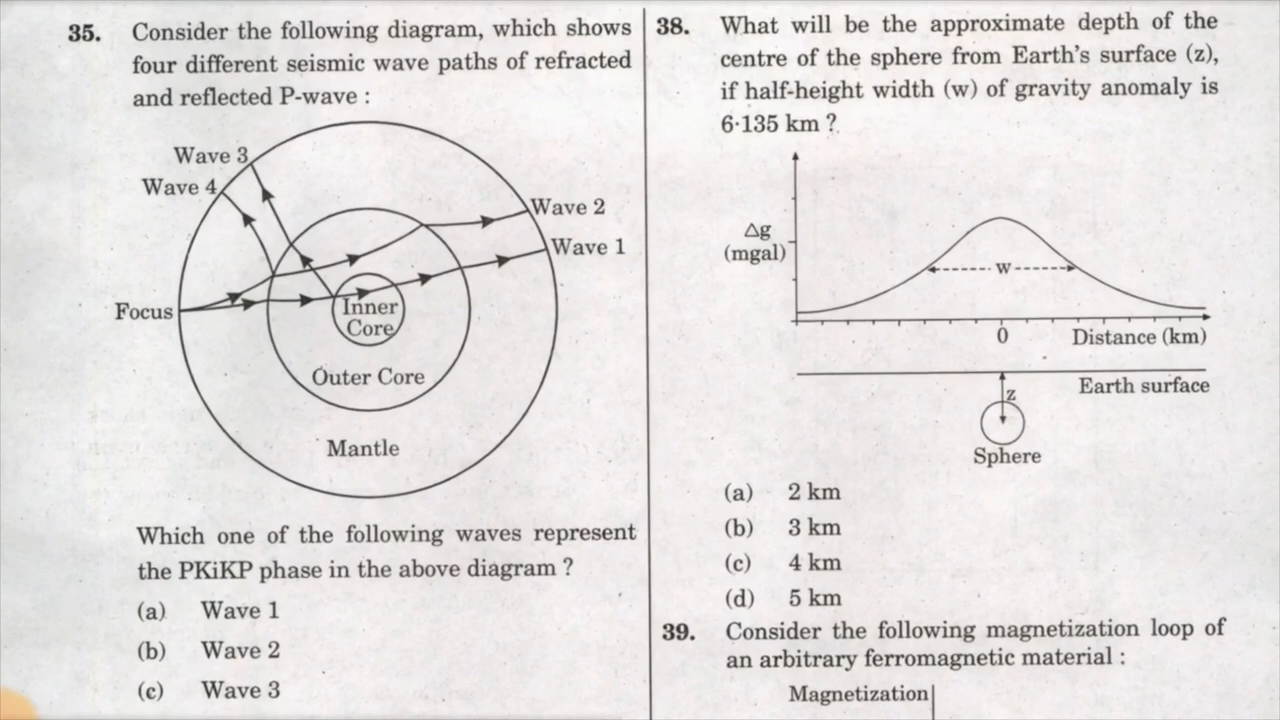 35. Consider the following diagram, which shows
four different seismic wave paths of refracted
and reflected P-wave :
Wave 3
Wave 4
Wave 2
Wave 1
Focus
Inner
Core
Outer Core
Mantle
Which one of the following waves represent
the PKiKP phase in the above diagram ?
(a) Wave 1
(b) Wave 2
(c) Wave 3
38. What will be the approximate depth of the
centre of the sphere from Earth's surface (z),
if half-height width (w) of gravity anomaly is
6·135 km ?
Δg
(mgal)
w
0 Distance (km)
Earth surface
z
Sphere
(a) 2 km
(b) 3 km
(c) 4 km
(d) 5 km
39. Consider the following magnetization loop of
an arbitrary ferromagnetic material :
Magnetization